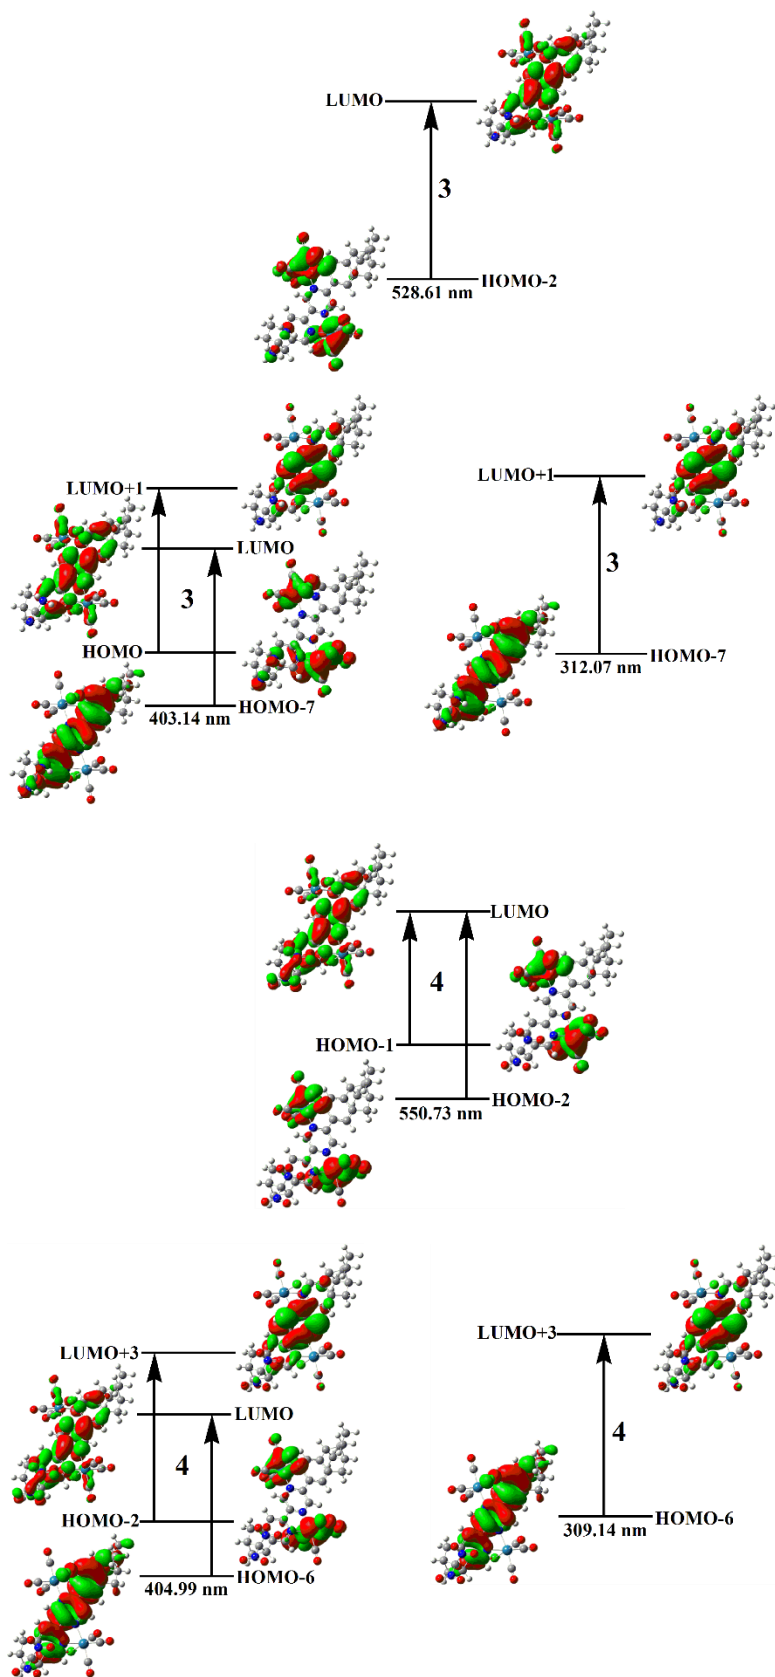 LUMO
3
HOMO-2
528.61 nm
LUMO+1
LUMO
3
HOMO
HOMO-7
403.14 nm
LUMO+1
3
HOMO-7
312.07 nm
LUMO
4
HOMO-1
HOMO-2
550.73 nm
LUMO+3
LUMO
4
HOMO-2
HOMO-6
404.99 nm
LUMO+3
4
HOMO-6
309.14 nm